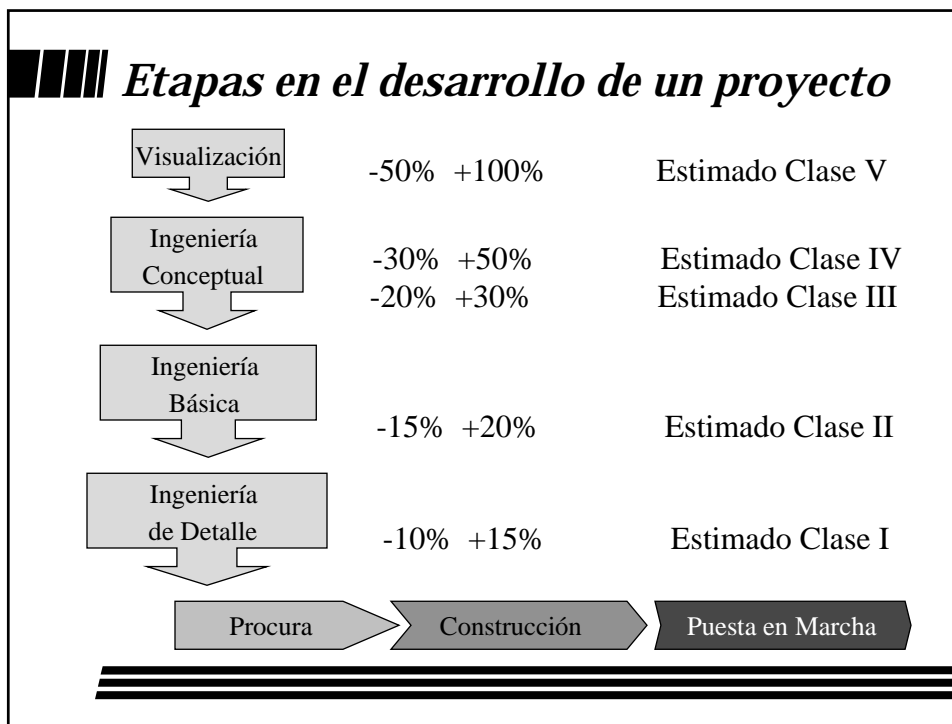 Etapas en el desarrollo de un proyecto
Visualización
-50% +100% Estimado Clase V
Ingeniería
Conceptual
-30% +50% Estimado Clase IV
-20% +30% Estimado Clase III
Ingeniería
Básica
-15% +20% Estimado Clase II
Ingeniería
de Detalle
-10% +15% Estimado Clase I
Procura Construcción Puesta en Marcha